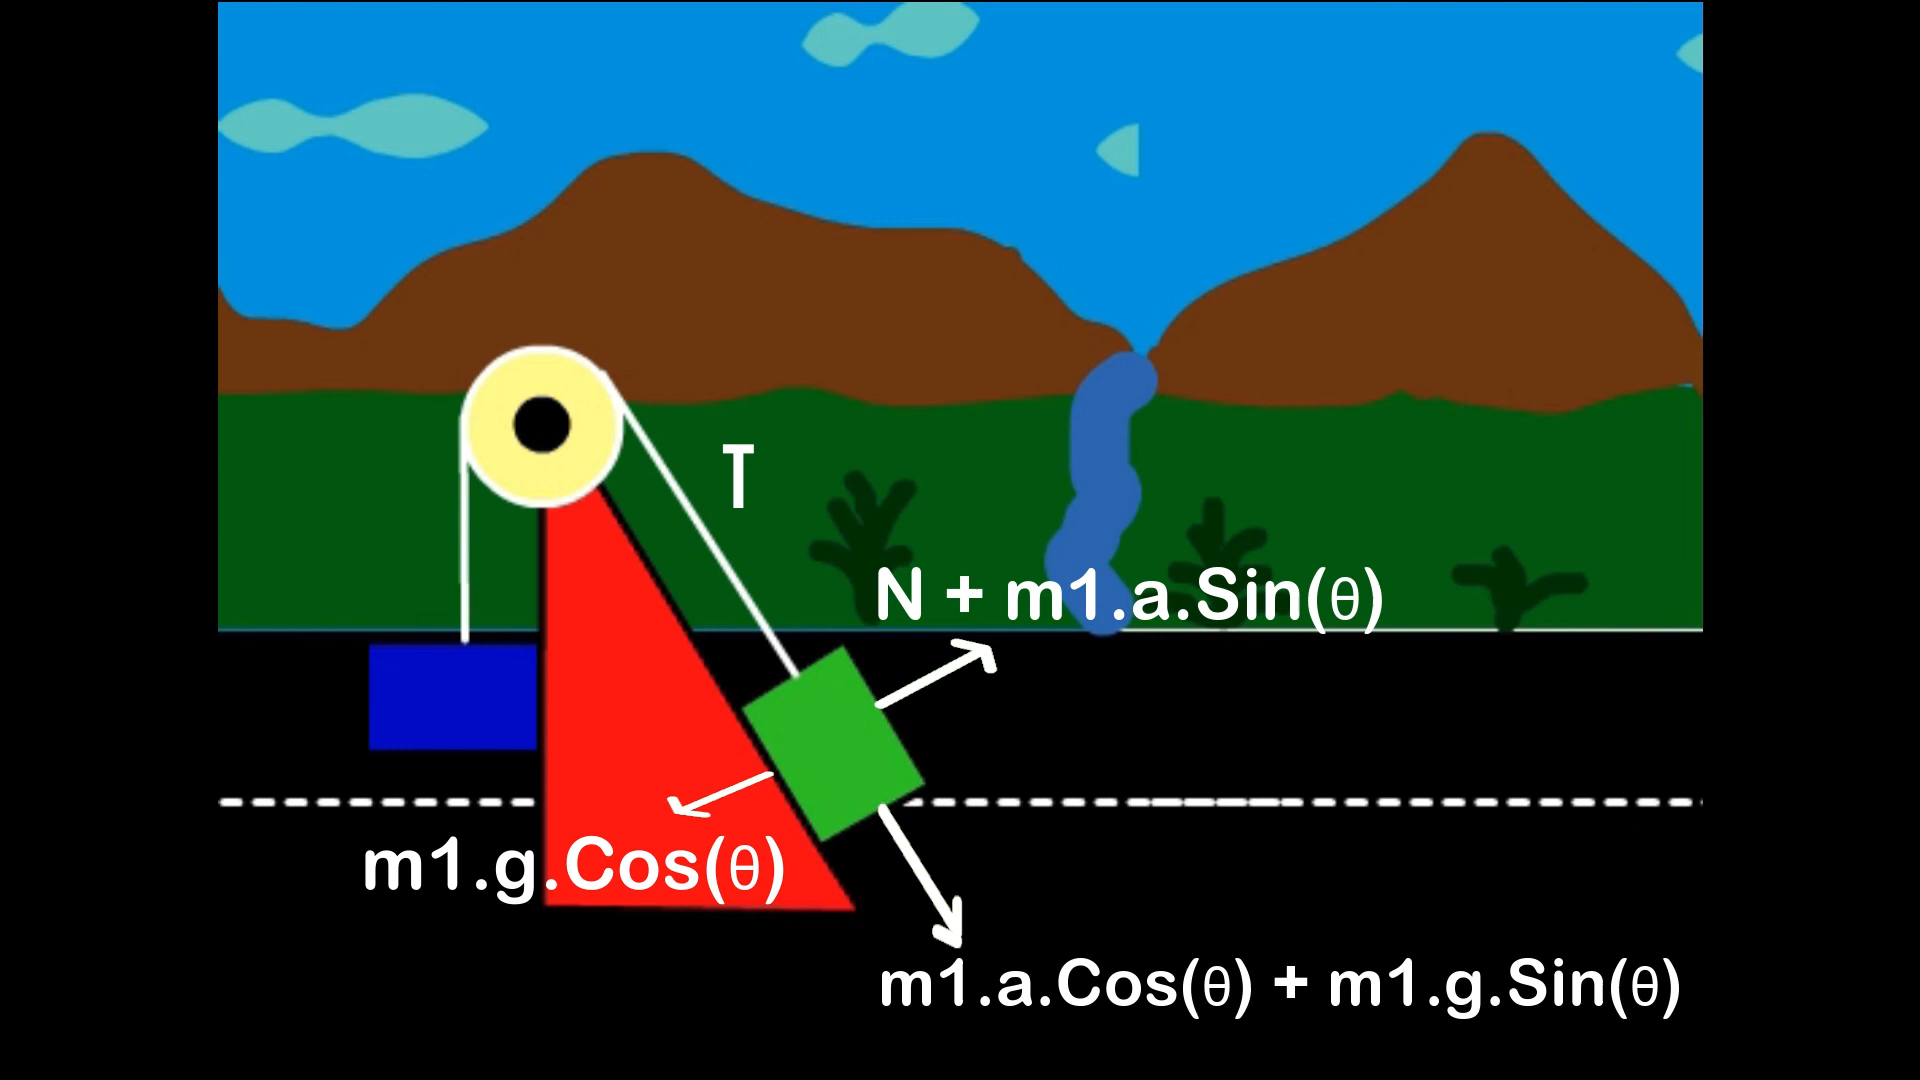 T
N + m1.a.Sin(θ)
m1.g.Cos(θ)
m1.a.Cos(θ) + m1.g.Sin(θ)